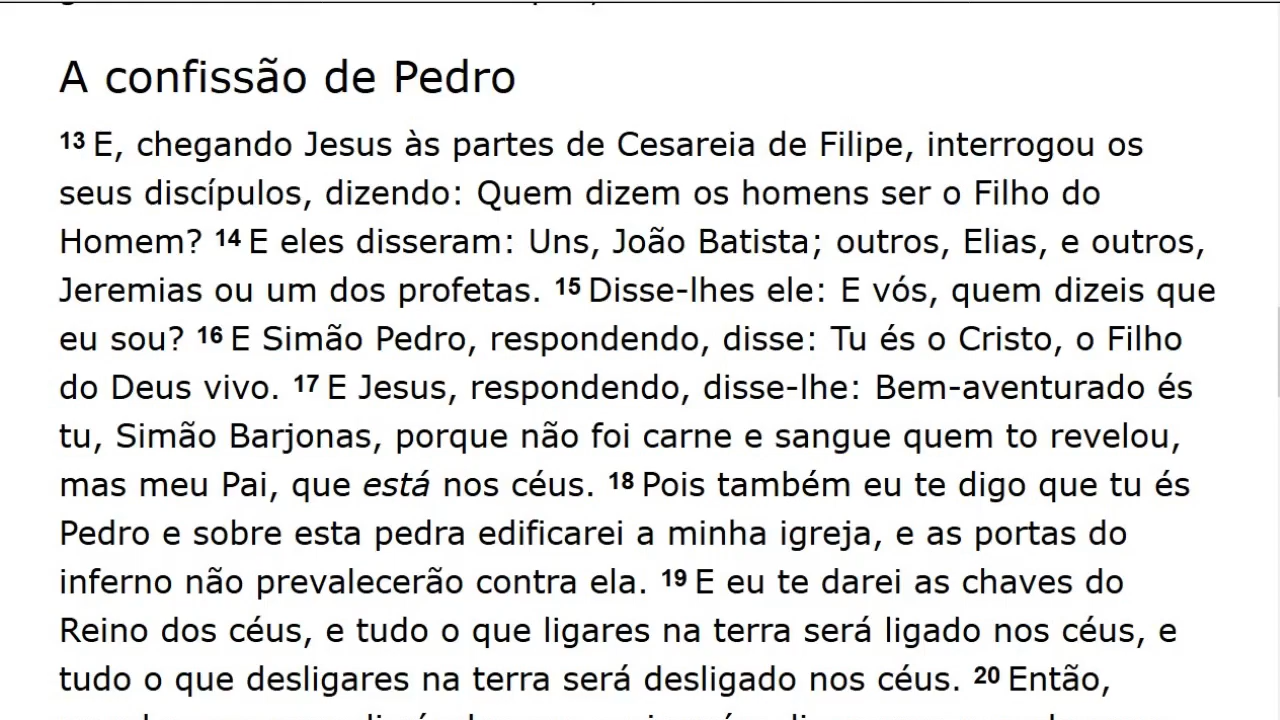 A confissão de Pedro
13 E, chegando Jesus às partes de Cesareia de Filipe, interrogou os
seus discípulos, dizendo: Quem dizem os homens ser o Filho do
Homem? 14 E eles disseram: Uns, João Batista; outros, Elias, e outros,
Jeremias ou um dos profetas. 15 Disse-lhes ele: E vós, quem dizeis que
eu sou? 16 E Simão Pedro, respondendo, disse: Tu és o Cristo, o Filho
do Deus vivo. 17 E Jesus, respondendo, disse-lhe: Bem-aventurado és
tu, Simão Barjonas, porque não foi carne e sangue quem to revelou,
mas meu Pai, que está nos céus. 18 Pois também eu te digo que tu és
Pedro e sobre esta pedra edificarei a minha igreja, e as portas do
inferno não prevalecerão contra ela. 19 E eu te darei as chaves do
Reino dos céus, e tudo o que ligares na terra será ligado nos céus, e
tudo o que desligares na terra será desligado nos céus. 20 Então,